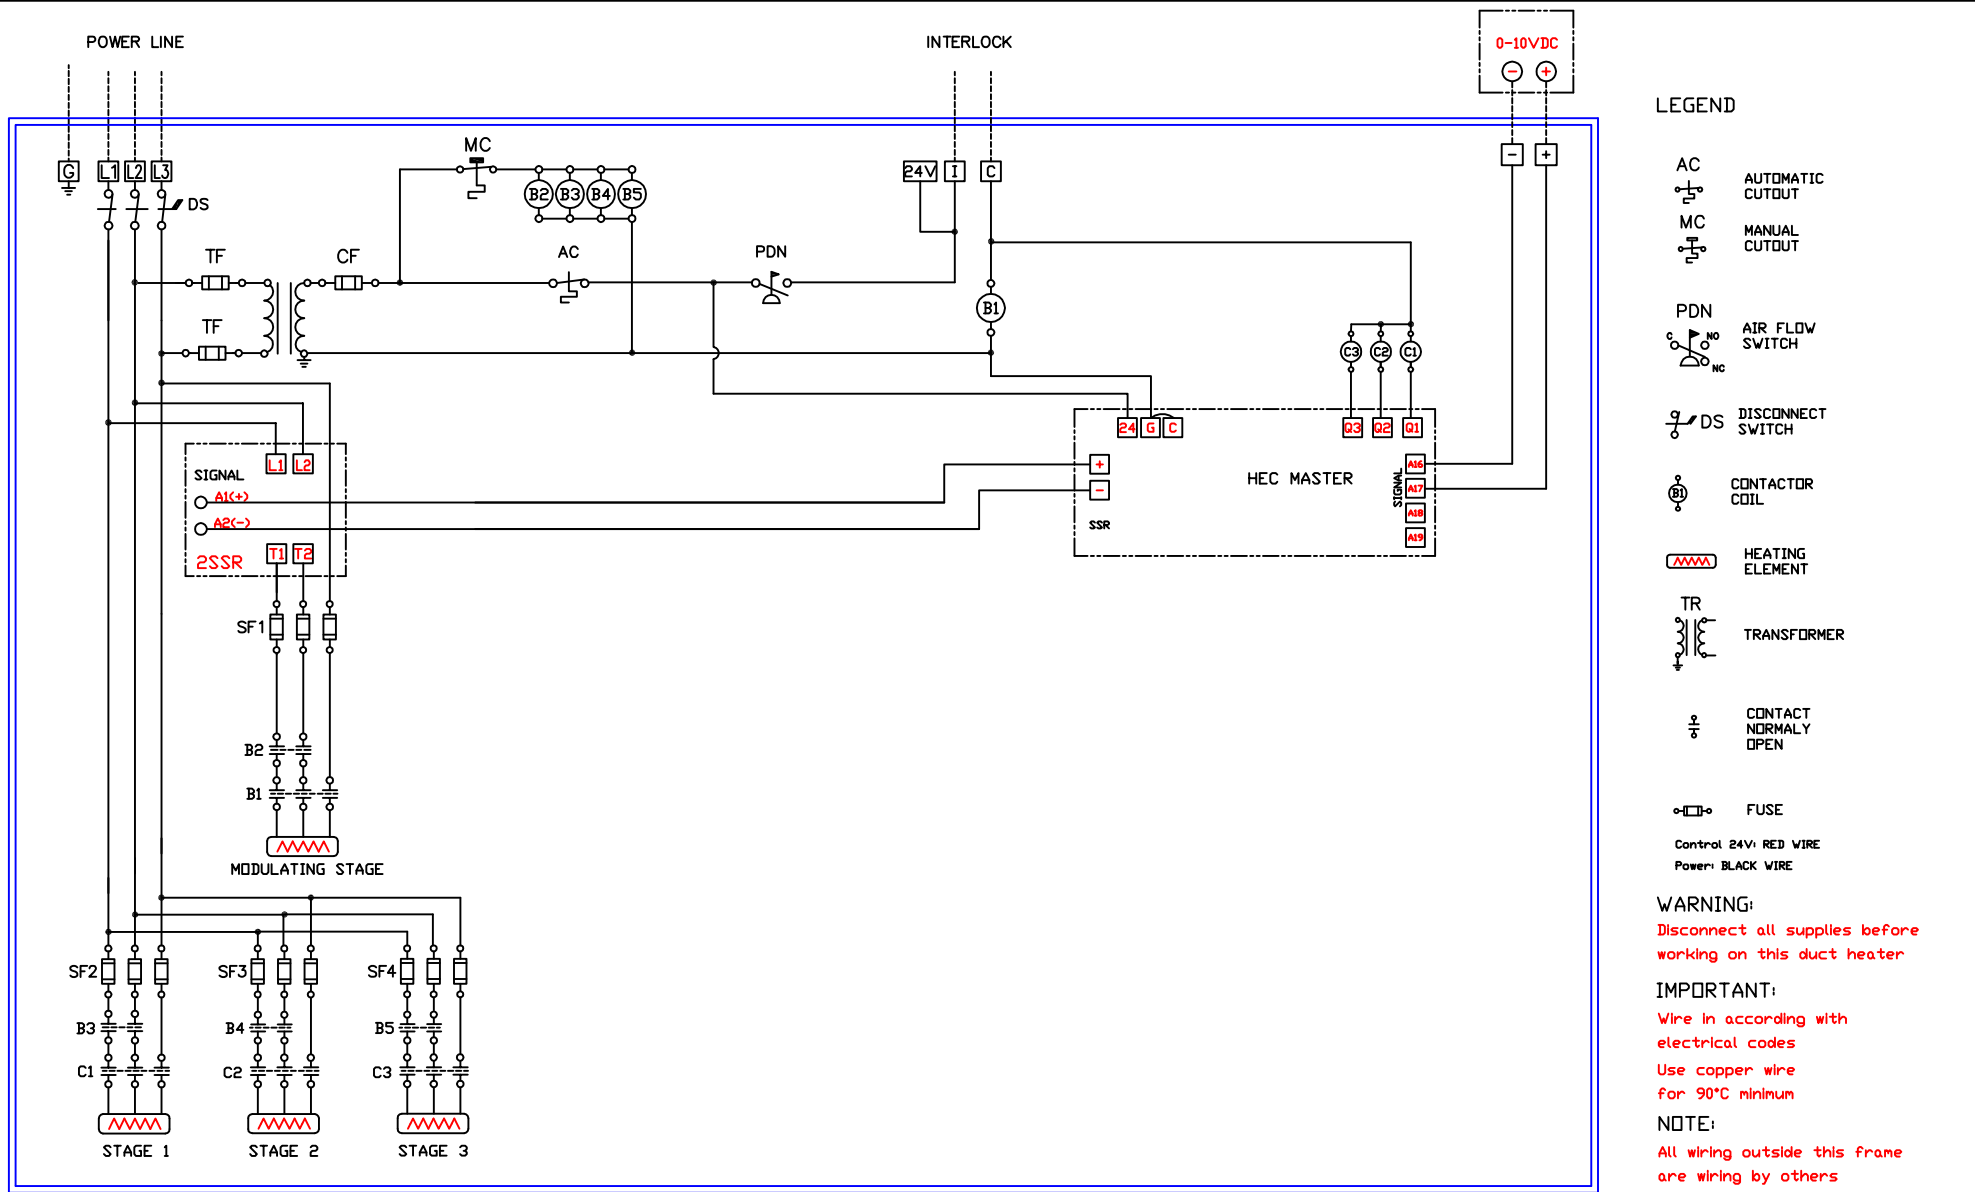 POWER LINE
INTERLOCK
0-10VDC
- +
G L1 L2 L3
DS
MC
B2 B3 B4 B5
24V I C
- +
TF
CF
AC
PDN
B1
TF
C3 C2 C1
24 G C
Q3 Q2 Q1
L1 L2
SIGNAL
A1(+)
A2(-)
T1 T2
2SSR
+
-
SSR
HEC MASTER
SIGNAL
A16
A17
A18
A19
SF1
B2
B1
MODULATING STAGE
SF2 SF3 SF4
B3 B4 B5
C1 C2 C3
STAGE 1 STAGE 2 STAGE 3
LEGEND
AC
AUTOMATIC
CUTOUT
MC
MANUAL
CUTOUT
PDN
C NO
NC
AIR FLOW
SWITCH
DS
DISCONNECT
SWITCH
B1
CONTACTOR
COIL
HEATING
ELEMENT
TR
TRANSFORMER
CONTACT
NORMALY
OPEN
FUSE
Control 24V: RED WIRE
Power: BLACK WIRE
WARNING:
Disconnect all supplies before
working on this duct heater
IMPORTANT:
Wire in according with
electrical codes
Use copper wire
for 90°C minimum
NOTE:
All wiring outside this frame
are wiring by others